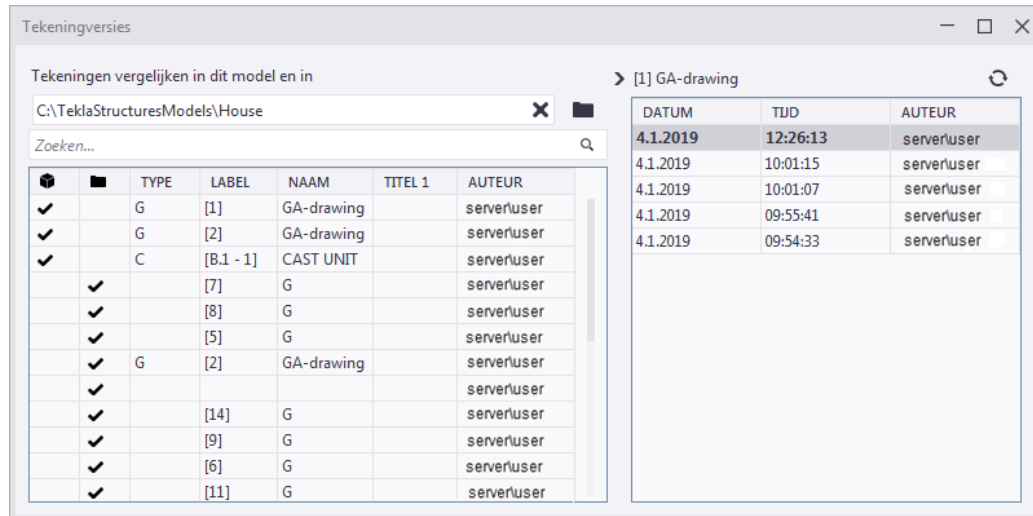 Tekeningversies
Tekeningen vergelijken in dit model en in
C:\TeklaStructuresModels\House
Zoeken...
TYPE LABEL NAAM TITEL 1 AUTEUR
G [1] GA-drawing server\user
G [2] GA-drawing server\user
C [B.1 - 1] CAST UNIT server\user
[7] G server\user
[8] G server\user
[5] G server\user
G [2] GA-drawing server\user
server\user
[14] G server\user
[9] G server\user
[6] G server\user
[11] G server\user
[1] GA-drawing
DATUM TIJD AUTEUR
4.1.2019 12:26:13 server\user
4.1.2019 10:01:15 server\user
4.1.2019 10:01:07 server\user
4.1.2019 09:55:41 server\user
4.1.2019 09:54:33 server\user